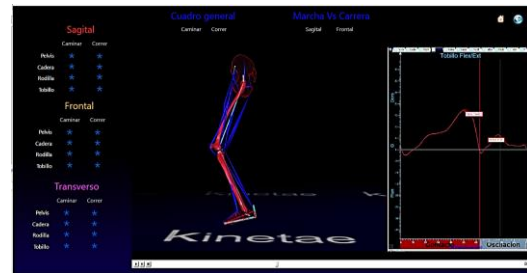 Sagital
Caminar Correr
Pelvis * *
Cadera * *
Rodilla * *
Tobillo * *
Frontal
Caminar Correr
Pelvis * *
Cadera * *
Rodilla * *
Tobillo * *
Transverso
Caminar Correr
Pelvis * *
Cadera * *
Rodilla * *
Tobillo * *
Cuadro general
Caminar Correr
Marcha Vs Carrera
Sagital Frontal
Kinetae
Tobillo Flex/Ext
Oscilacion